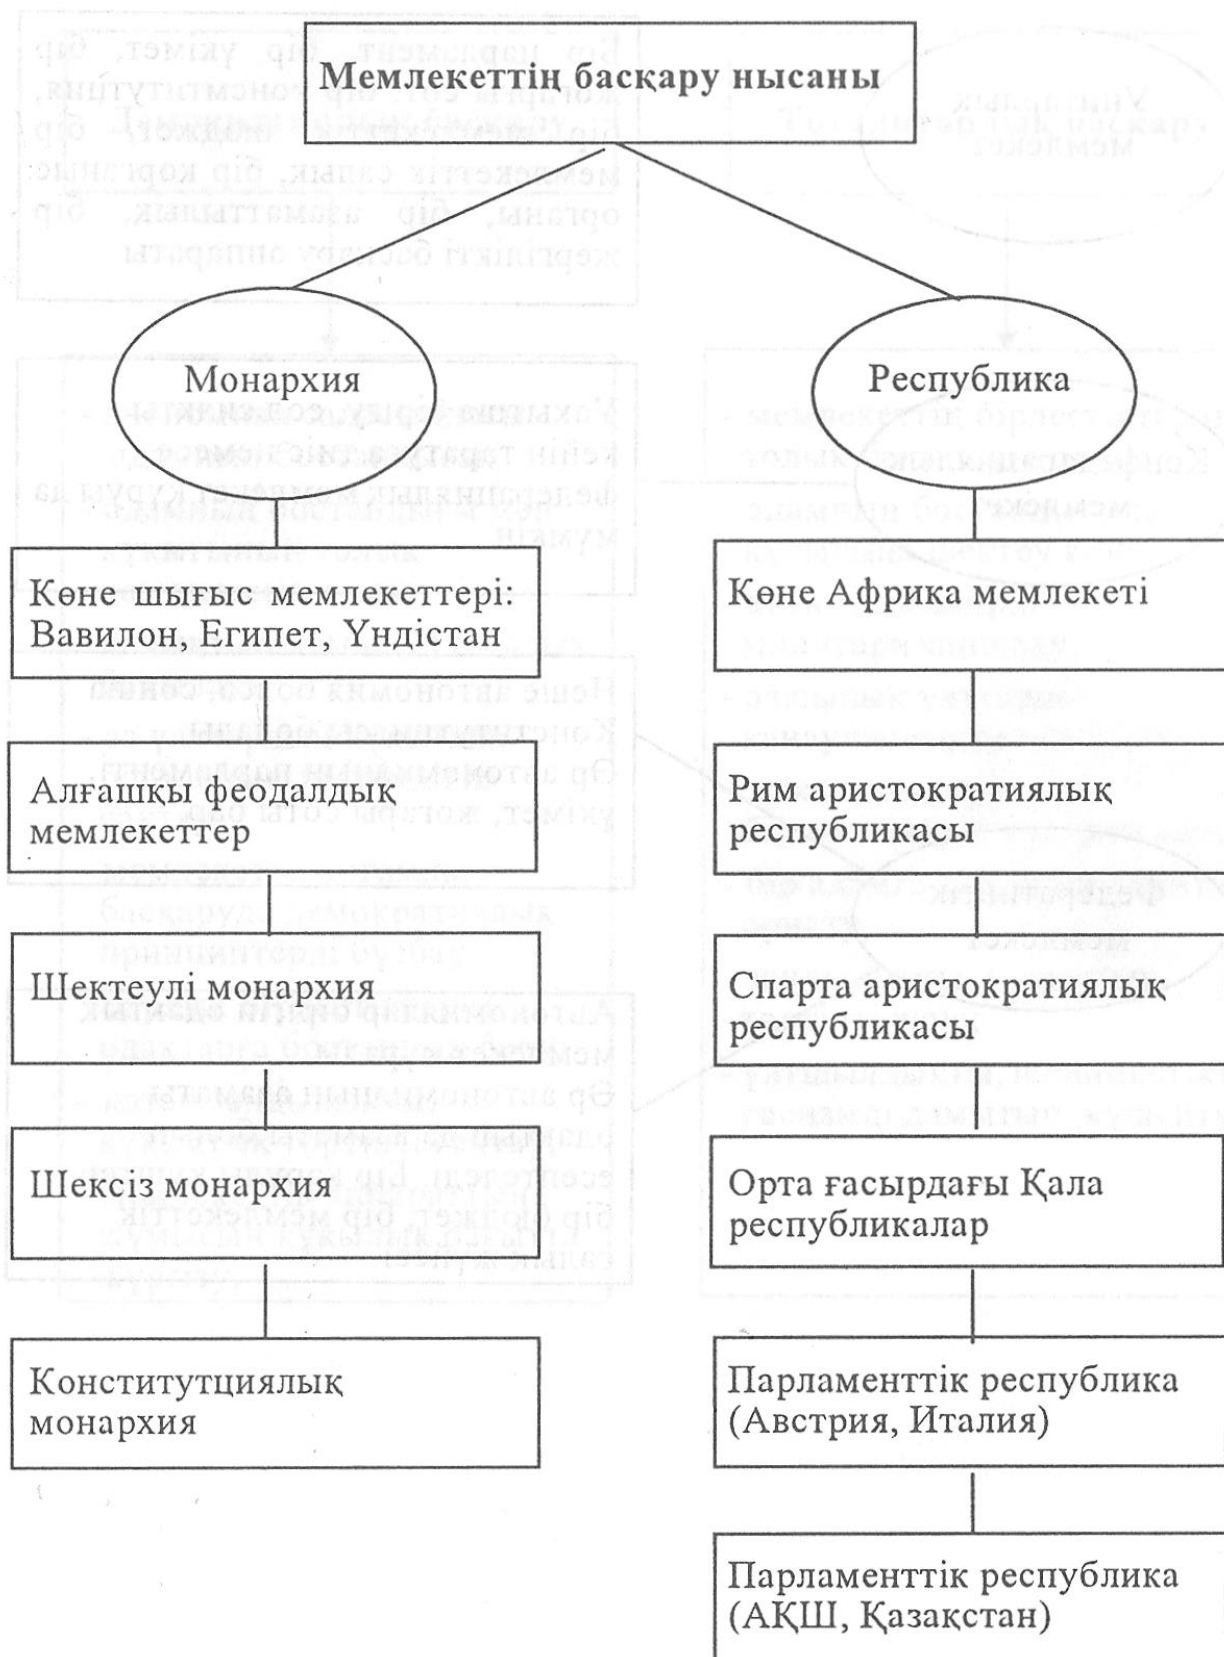 Мемлекеттің басқару нысаны
Монархия
Көне шығыс мемлекеттері:
Вавилон, Египет, Үндістан
Алғашқы феодалдық
мемлекеттер
Шектеулі монархия
Шексіз монархия
Конститутциялық
монархия
Республика
Көне Африка мемлекеті
Рим аристократиялық
республикасы
Спарта аристократиялық
республикасы
Орта ғасырдағы Қала
республикалар
Парламенттік республика
(Австрия, Италия)
Парламенттік республика
(АҚШ, Қазақстан)